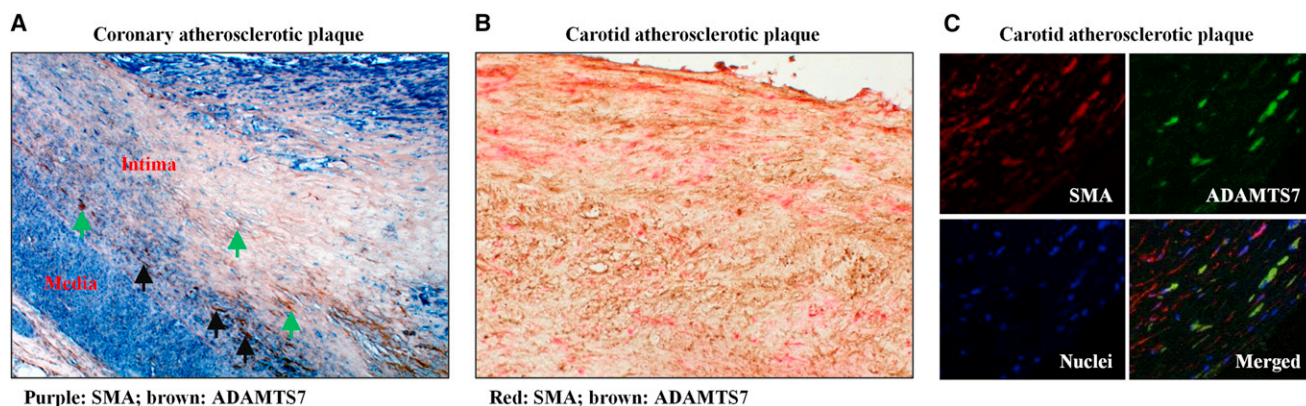 A
Coronary atherosclerotic plaque
Intima
Media
Purple: SMA; brown: ADAMTS7
B
Carotid atherosclerotic plaque
Red: SMA; brown: ADAMTS7
C
Carotid atherosclerotic plaque
SMA
ADAMTS7
Nuclei
Merged